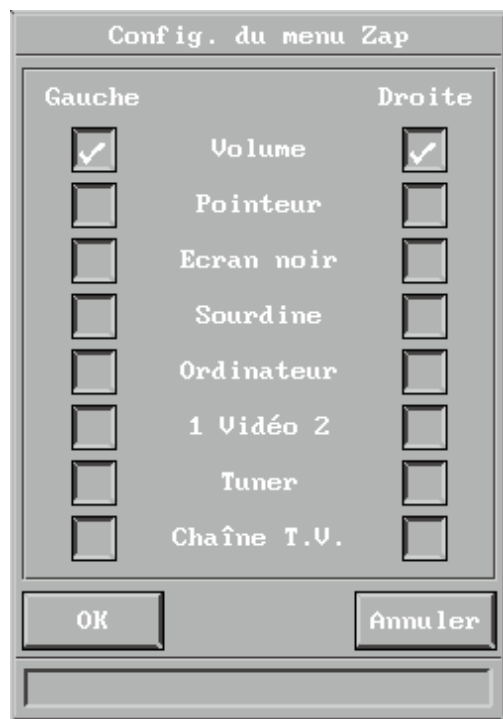 Config. du menu Zap
Gauche Droite
Volume
Pointeur
Ecran noir
Sourdine
Ordinateur
1 Vidéo 2
Tuner
Chaîne T.V.
OK Annuler